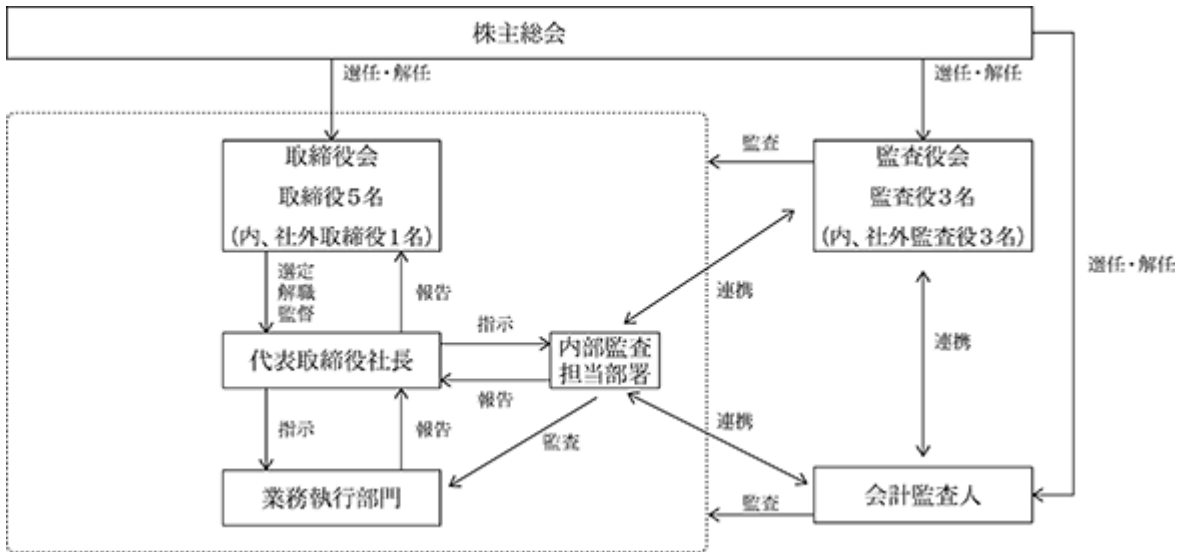 株主総会
選任・解任
選任・解任
取締役会
取締役5名
(内、社外取締役1名)
監査
監査役会
監査役3名
(内、社外監査役3名)
選任・解任
選定
解職
監督
報告
連携
指示
連携
代表取締役社長
内部監査
担当部署
報告
指示
報告
監査
連携
業務執行部門
監査
会計監査人